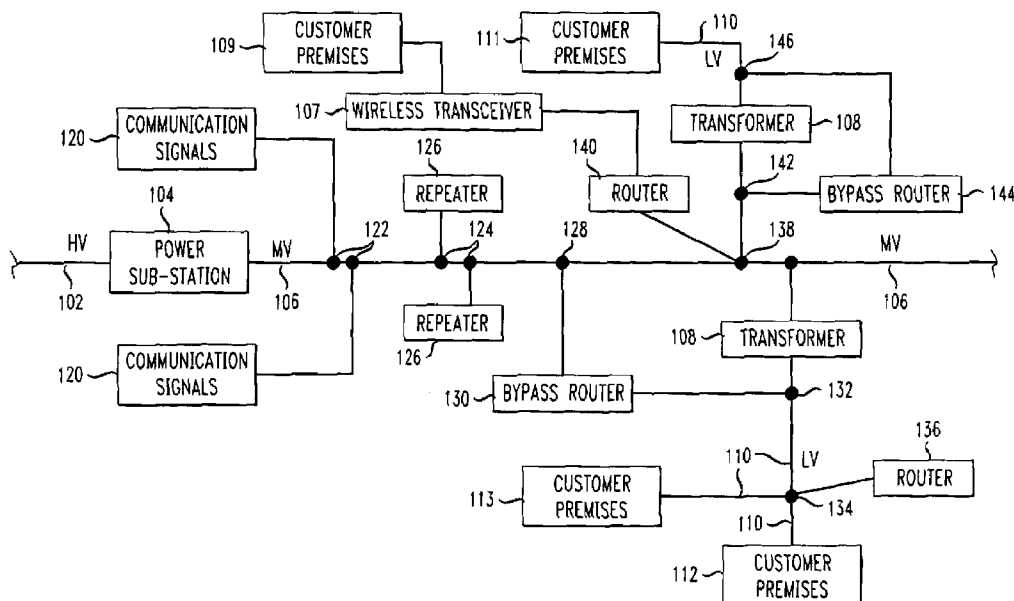 109
CUSTOMER
PREMISES
111
CUSTOMER
PREMISES
110
LV
146
107
WIRELESS TRANSCEIVER
TRANSFORMER
108
120
COMMUNICATION
SIGNALS
126
REPEATER
140
ROUTER
142
BYPASS ROUTER
144
104
HV
POWER
SUB-STATION
MV
122
124
128
138
MV
102
106
106
REPEATER
126
108
TRANSFORMER
120
COMMUNICATION
SIGNALS
130
BYPASS ROUTER
132
110
LV
136
ROUTER
113
CUSTOMER
PREMISES
110
134
110
112
CUSTOMER
PREMISES